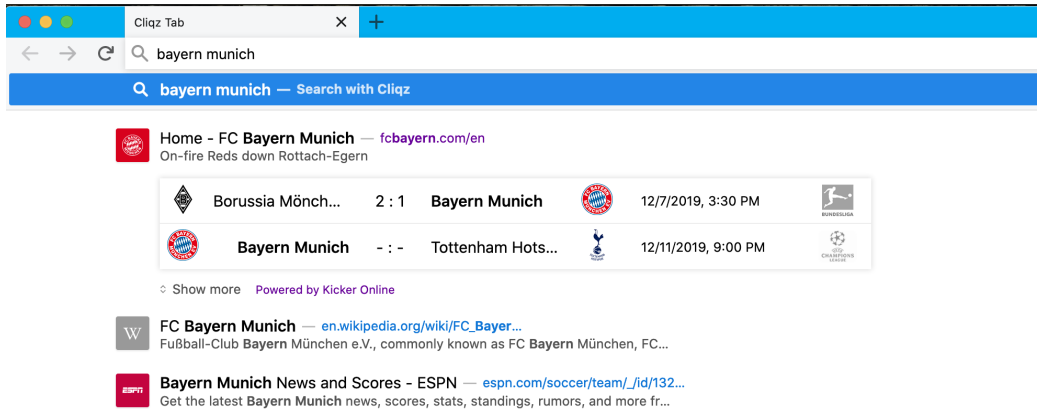 Cliqz Tab
bayern munich
bayern munich — Search with Cliqz
Home - FC Bayern Munich — fcbayern.com/en
On-fire Reds down Rottach-Egern
Borussia Mönch... 2 : 1 Bayern Munich 12/7/2019, 3:30 PM BUNDESLIGA
Bayern Munich - : - Tottenham Hots... 12/11/2019, 9:00 PM CHAMPIONS LEAGUE
Show more Powered by Kicker Online
W FC Bayern Munich — en.wikipedia.org/wiki/FC_Bayer...
Fußball-Club Bayern München e.V., commonly known as FC Bayern München, FC...
ESPN Bayern Munich News and Scores - ESPN — espn.com/soccer/team/_/id/132...
Get the latest Bayern Munich news, scores, stats, standings, rumors, and more fr...